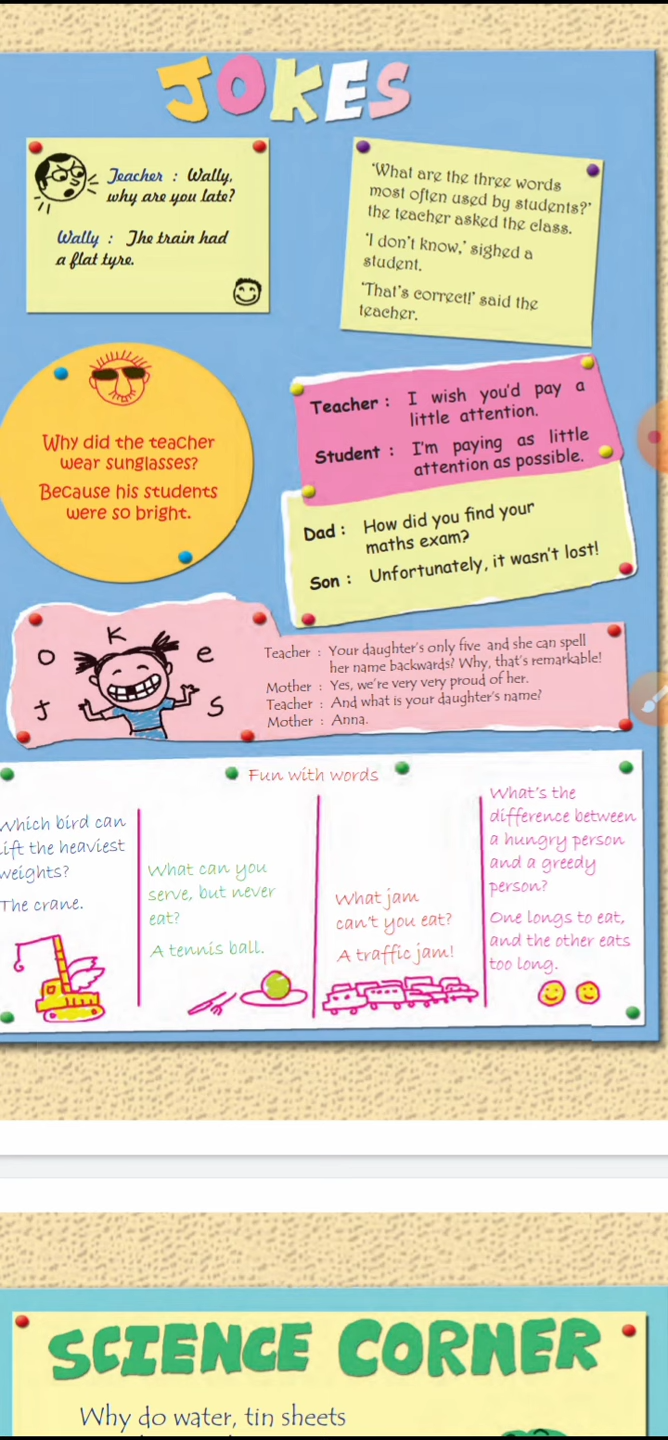 JOKES
Teacher : Wally,
why are you late?
Wally : The train had
a flat tyre.
'What are the three words
most often used by students?'
the teacher asked the class.
'I don't know,' sighed a
student.
'That's correct!' said the
teacher.
Why did the teacher
wear sunglasses?
Because his students
were so bright.
Teacher : I wish you'd pay a
little attention.
Student : I'm paying as little
attention as possible.
Dad : How did you find your
maths exam?
Son : Unfortunately, it wasn't lost!
J o K e S
Teacher : Your daughter's only five and she can spell
her name backwards? Why, that's remarkable!
Mother : Yes, we're very very proud of her.
Teacher : And what is your daughter's name?
Mother : Anna.
Fun with words
Which bird can
lift the heaviest
weights?
The crane.
What can you
serve, but never
eat?
A tennis ball.
What jam
can't you eat?
A traffic jam!
What's the
difference between
a hungry person
and a greedy
person?
One longs to eat,
and the other eats
too long.
SCIENCE CORNER
Why do water, tin sheets